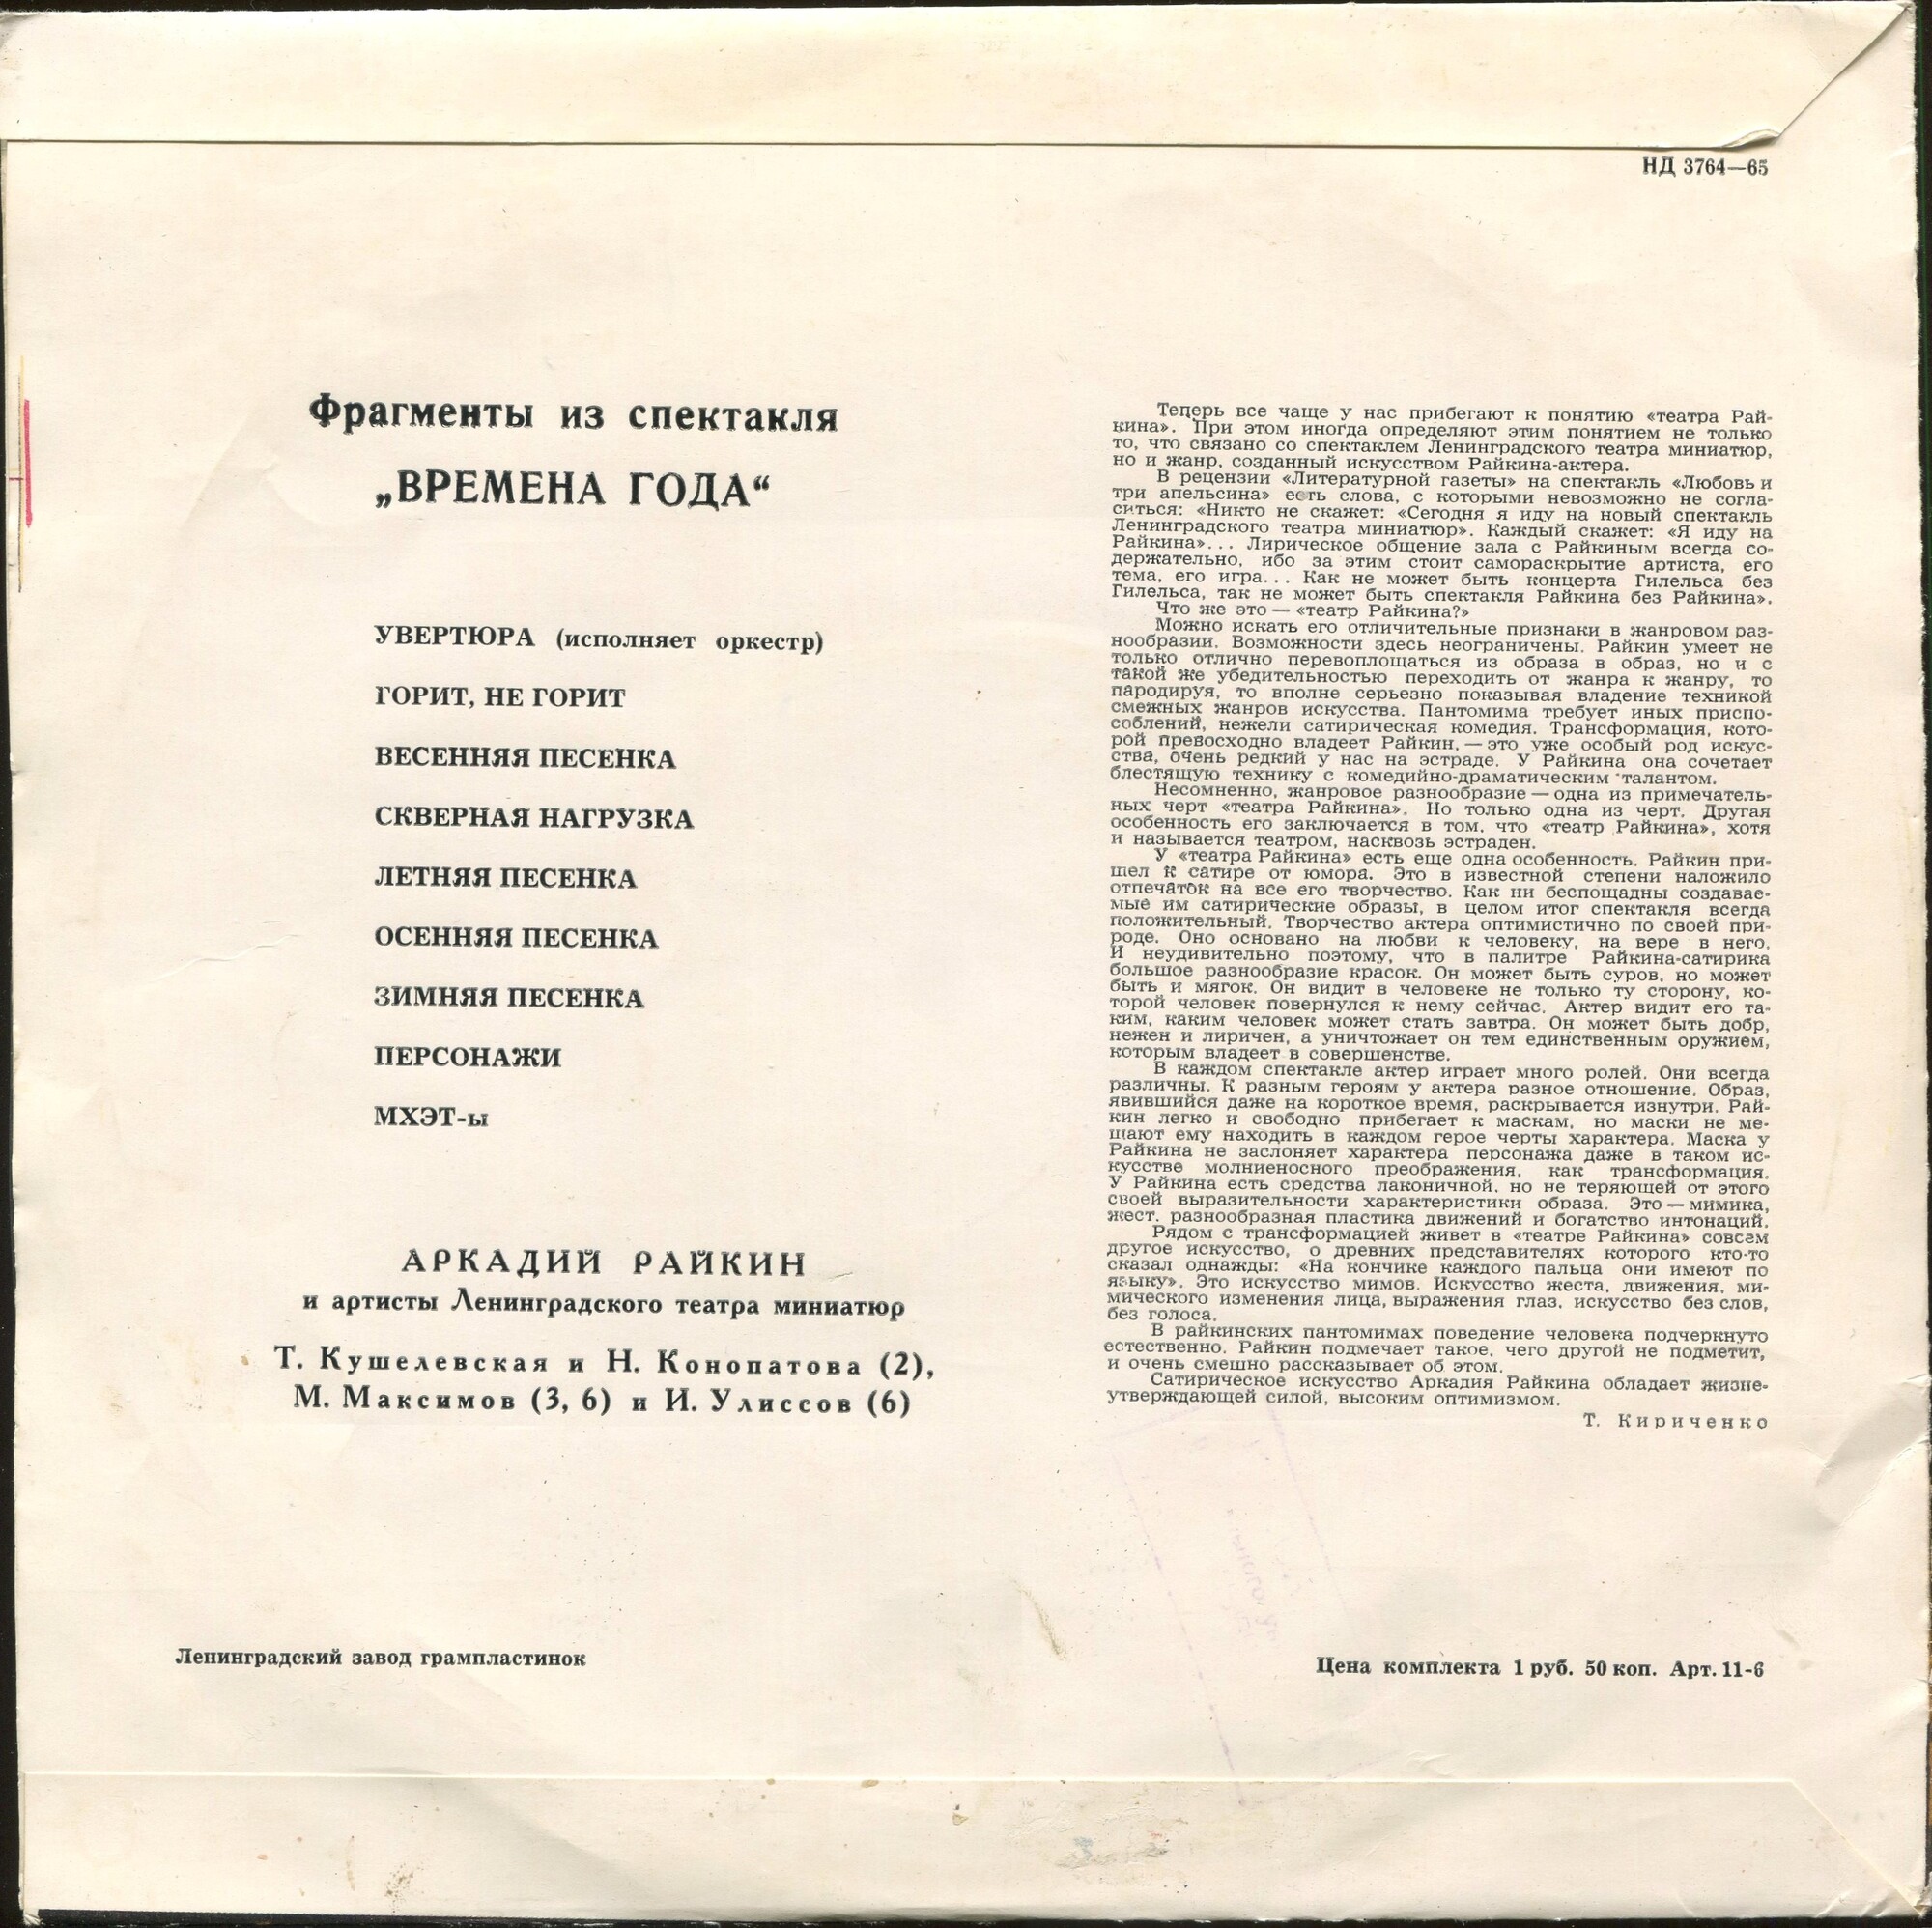 НД 3764—65
Фрагменты из спектакля
„ВРЕМЕНА ГОДА“
УВЕРТЮРА (исполняет оркестр)
ГОРИТ, НЕ ГОРИТ
ВЕСЕННЯЯ ПЕСЕНКА
СКВЕРНАЯ НАГРУЗКА
ЛЕТНЯЯ ПЕСЕНКА
ОСЕННЯЯ ПЕСЕНКА
ЗИМНЯЯ ПЕСЕНКА
ПЕРСОНАЖИ
МХЭТ-ы
АРКАДИЙ РАЙКИН
и артисты Ленинградского театра миниатюр
Т. Кушелевская и Н. Конопатова (2),
М. Максимов (3, 6) и И. Улиссов (6)
Теперь все чаще у нас прибегают к понятию «театра Рай-
кина». При этом иногда определяют этим понятием не только
то, что связано со спектаклем Ленинградского театра миниатюр,
но и жанр, созданный искусством Райкина-актера.
В рецензии «Литературной газеты» на спектакль «Любовь и
три апельсина» есть слова, с которыми невозможно не согла-
ситься: «Никто не скажет: «Сегодня я иду на новый спектакль
Ленинградского театра миниатюр». Каждый скажет: «Я иду на
Райкина»... Лирическое общение зала с Райкиным всегда со-
держательно, ибо за этим стоит самораскрытие артиста, его
тема, его игра... Как не может быть концерта Гилельса без
Гилельса, так не может быть спектакля Райкина без Райкина».
Что же это — «театр Райкина?»
Можно искать его отличительные признаки в жанровом раз-
нообразии. Возможности здесь неограничены. Райкин умеет не
только отлично перевоплощаться из образа в образ, но и с
такой же убедительностью переходить от жанра к жанру, то
пародируя, то вполне серьезно показывая владение техникой
смежных жанров искусства. Пантомима требует иных приспо-
соблений, нежели сатирическая комедия. Трансформация, кото-
рой превосходно владеет Райкин, — это уже особый род искус-
ства, очень редкий у нас на эстраде. У Райкина она сочетает
блестящую технику с комедийно-драматическим талантом.
Несомненно, жанровое разнообразие — одна из примечатель-
ных черт «театра Райкина». Но только одна из черт. Другая
особенность его заключается в том, что «театр Райкина», хотя
и называется театром, насквозь эстраден.
У «театра Райкина» есть еще одна особенность. Райкин при-
шел к сатире от юмора. Это в известной степени наложило
отпечаток на все его творчество. Как ни беспощадны создавае-
мые им сатирические образы, в целом итог спектакля всегда
положительный. Творчество актера оптимистично по своей при-
роде. Оно основано на любви к человеку, на вере в него.
И неудивительно поэтому, что в палитре Райкина-сатирика
большое разнообразие красок. Он может быть суров, но может
быть и мягок. Он видит в человеке не только ту сторону, ко-
торой человек повернулся к нему сейчас. Актер видит его та-
ким, каким человек может стать завтра. Он может быть добр,
нежен и лиричен, а уничтожает он тем единственным оружием,
которым владеет в совершенстве.
В каждом спектакле актер играет много ролей. Они всегда
различны. К разным героям у актера разное отношение. Образ,
явившийся даже на короткое время, раскрывается изнутри. Рай-
кин легко и свободно прибегает к маскам, но маски не ме-
шают ему находить в каждом герое черты характера. Маска у
Райкина не заслоняет характера персонажа даже в таком ис-
кусстве молниеносного преображения, как трансформация.
У Райкина есть средства лаконичной, но не теряющей от этого
своей выразительности характеристики образа. Это — мимика,
жест, разнообразная пластика движений и богатство интонаций.
Рядом с трансформацией живет в «театре Райкина» совсем
другое искусство, о древних представителях которого кто-то
сказал однажды: «На кончике каждого пальца они имеют по
языку». Это искусство мимов. Искусство жеста, движения, ми-
мического изменения лица, выражения глаз, искусство без слов,
без голоса.
В райкинских пантомимах поведение человека подчеркнуто
естественно. Райкин подмечает такое, чего другой не подметит,
и очень смешно рассказывает об этом.
Сатирическое искусство Аркадия Райкина обладает жизне-
утверждающей силой, высоким оптимизмом.
Т. Кириченко
Ленинградский завод грампластинок
Цена комплекта 1 руб. 50 коп. Арт. 11-6